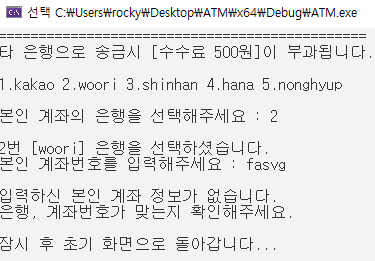 선택 C:₩Users₩rocky₩Desktop₩ATM₩x64₩Debug₩ATM.exe
==========================================
타 은행으로 송금시 [수수료 500원]이 부과됩니다.
1.kakao 2.woori 3.shinhan 4.hana 5.nonghyup
본인 계좌의 은행을 선택해주세요 : 2
2번 [woori] 은행을 선택하셨습니다.
본인 계좌번호를 입력해주세요 : fasvg
입력하신 본인 계좌 정보가 없습니다.
은행, 계좌번호가 맞는지 확인해주세요.
잠시 후 초기 화면으로 돌아갑니다...